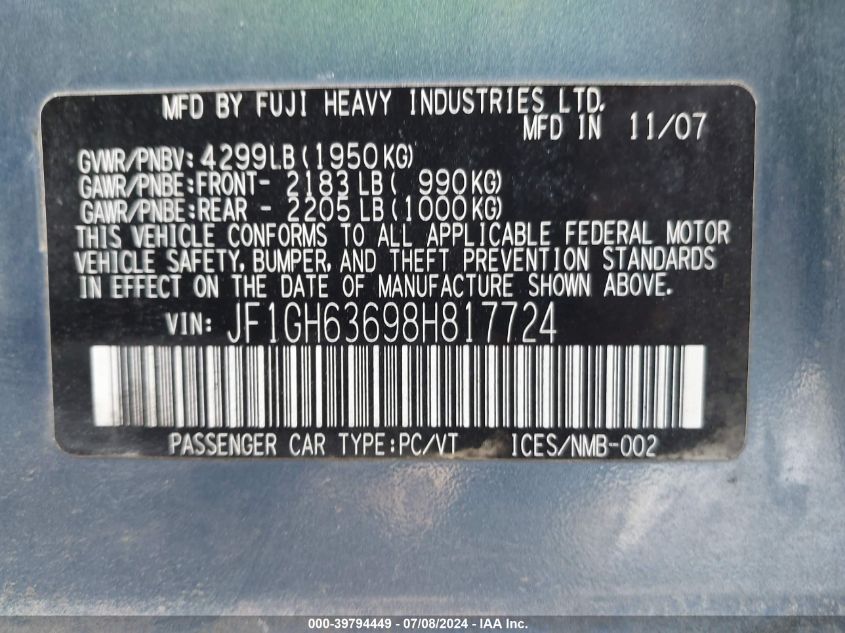 MFD BY FUJI HEAVY INDUSTRIES LTD.
MFD IN 11/07
GVWR/PNBV: 4299LB(1950KG)
GAWR/PNBE:FRONT- 2183LB( 990KG)
GAWR/PNBE:REAR - 2205LB(1000KG)
THIS VEHICLE CONFORMS TO ALL APPLICABLE FEDERAL MOTOR
VEHICLE SAFETY, BUMPER, AND THEFT PREVENTION STANDARDS
IN EFFECT ON THE DATE OF MANUFACTURE SHOWN ABOVE.
VIN: JF1GH63698H817724
PASSENGER CAR TYPE:PC/VT ICES/NMB-002
000-39794449 - 07/08/2024 - IAA Inc.